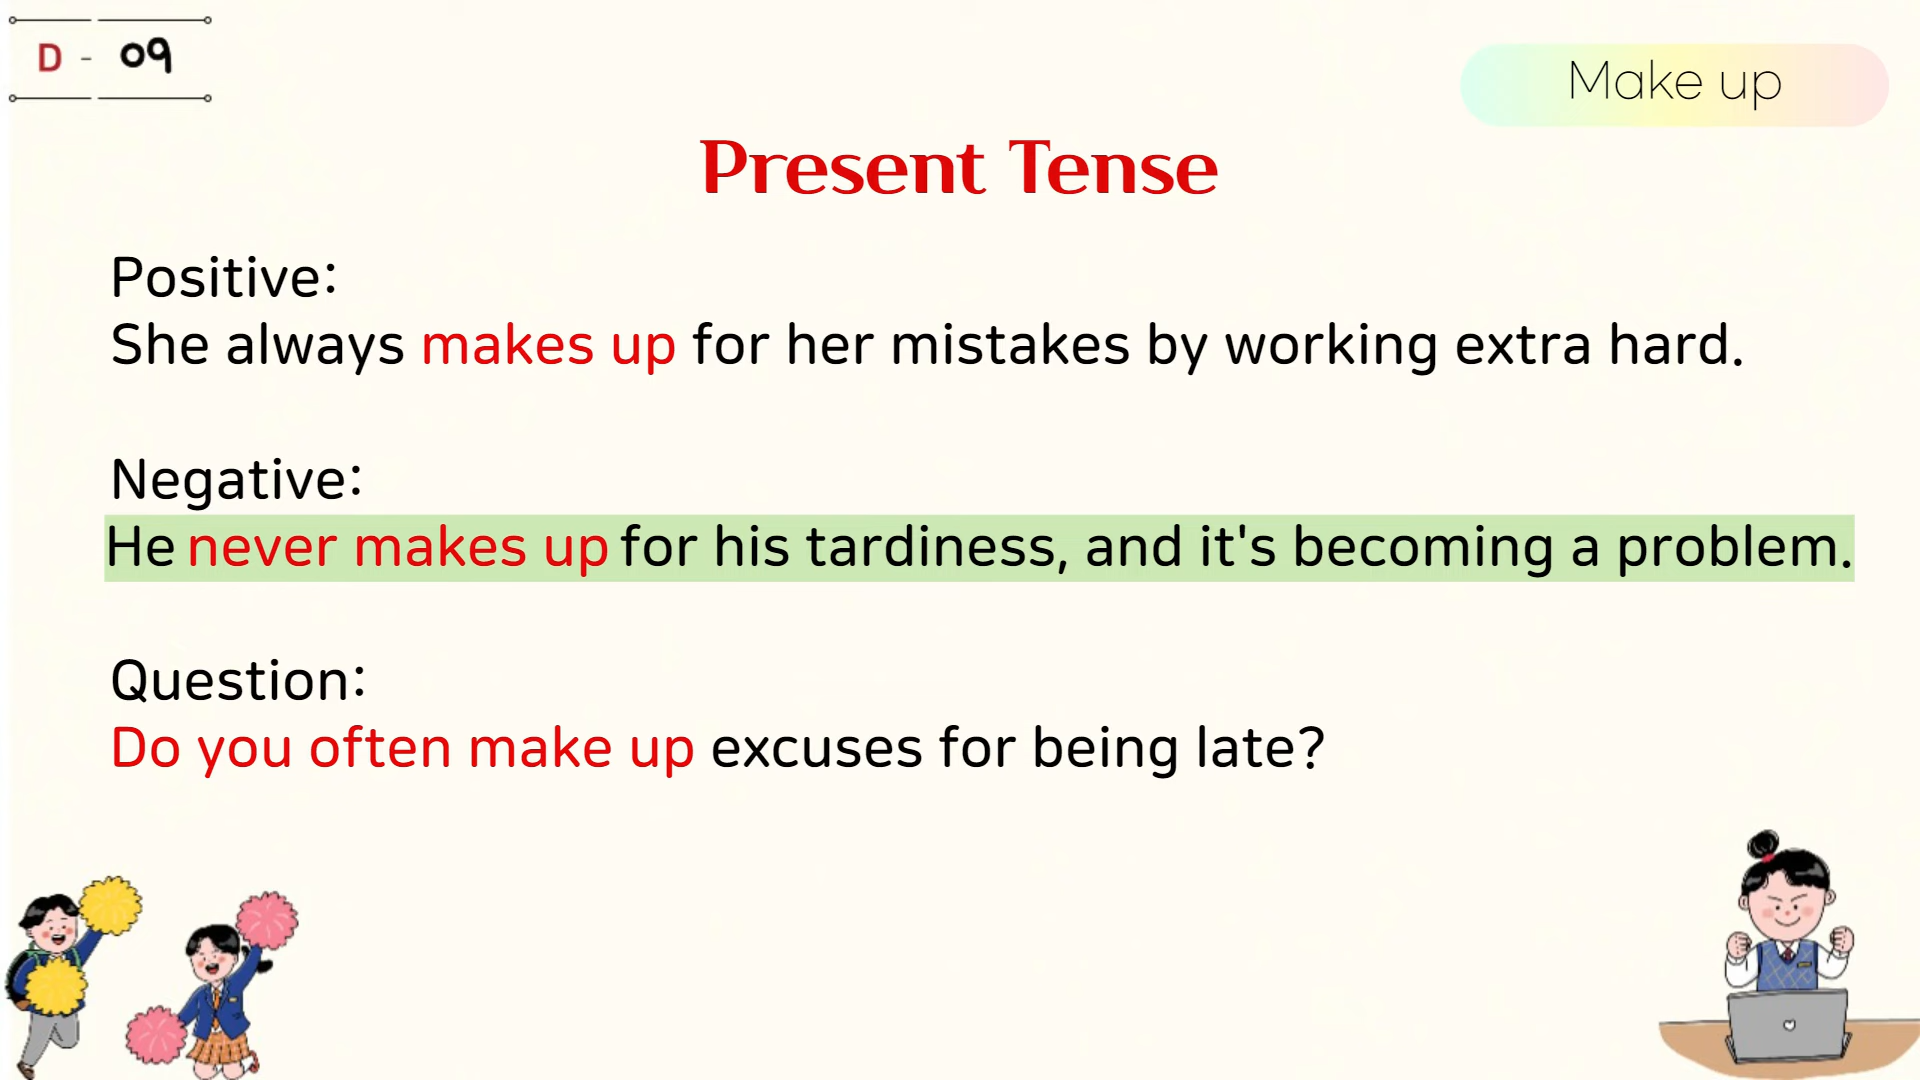 D - 09
Make up
Present Tense
Positive:
She always makes up for her mistakes by working extra hard.
Negative:
He never makes up for his tardiness, and it's becoming a problem.
Question:
Do you often make up excuses for being late?